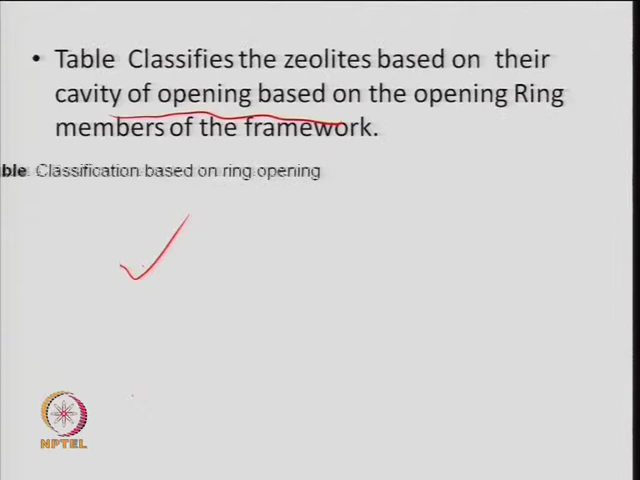 • Table Classifies the zeolites based on their
cavity of opening based on the opening Ring
members of the framework.
ble Classification based on ring opening
NPTEL